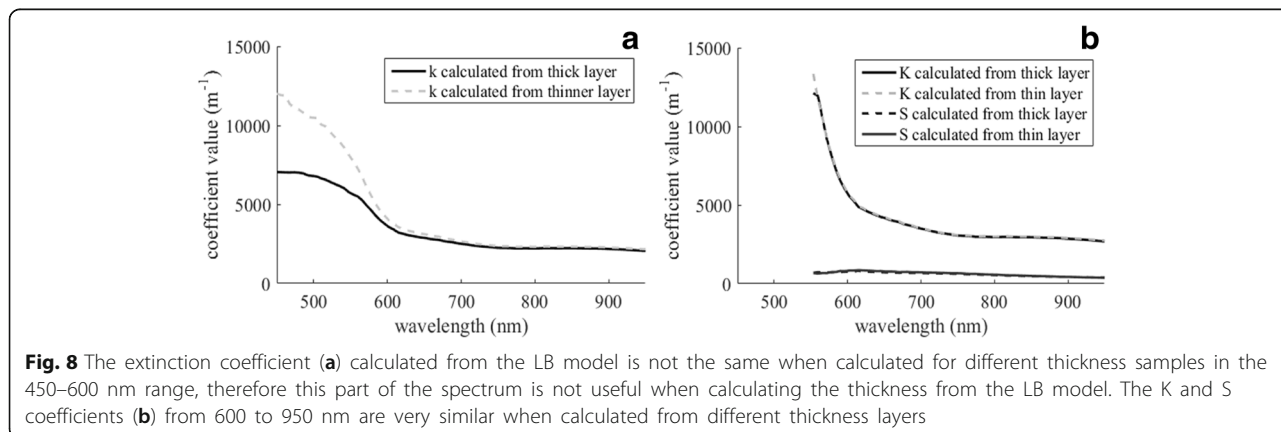 a
15000
10000
5000
0
coefficient value (m⁻¹)
k calculated from thick layer
k calculated from thinner layer
500 600 700 800 900
wavelength (nm)
b
15000
10000
5000
0
coefficient value (m⁻¹)
K calculated from thick layer
K calculated from thin layer
S calculated from thick layer
S calculated from thin layer
500 600 700 800 900
wavelength (nm)
Fig. 8 The extinction coefficient (a) calculated from the LB model is not the same when calculated for different thickness samples in the
450–600 nm range, therefore this part of the spectrum is not useful when calculating the thickness from the LB model. The K and S
coefficients (b) from 600 to 950 nm are very similar when calculated from different thickness layers